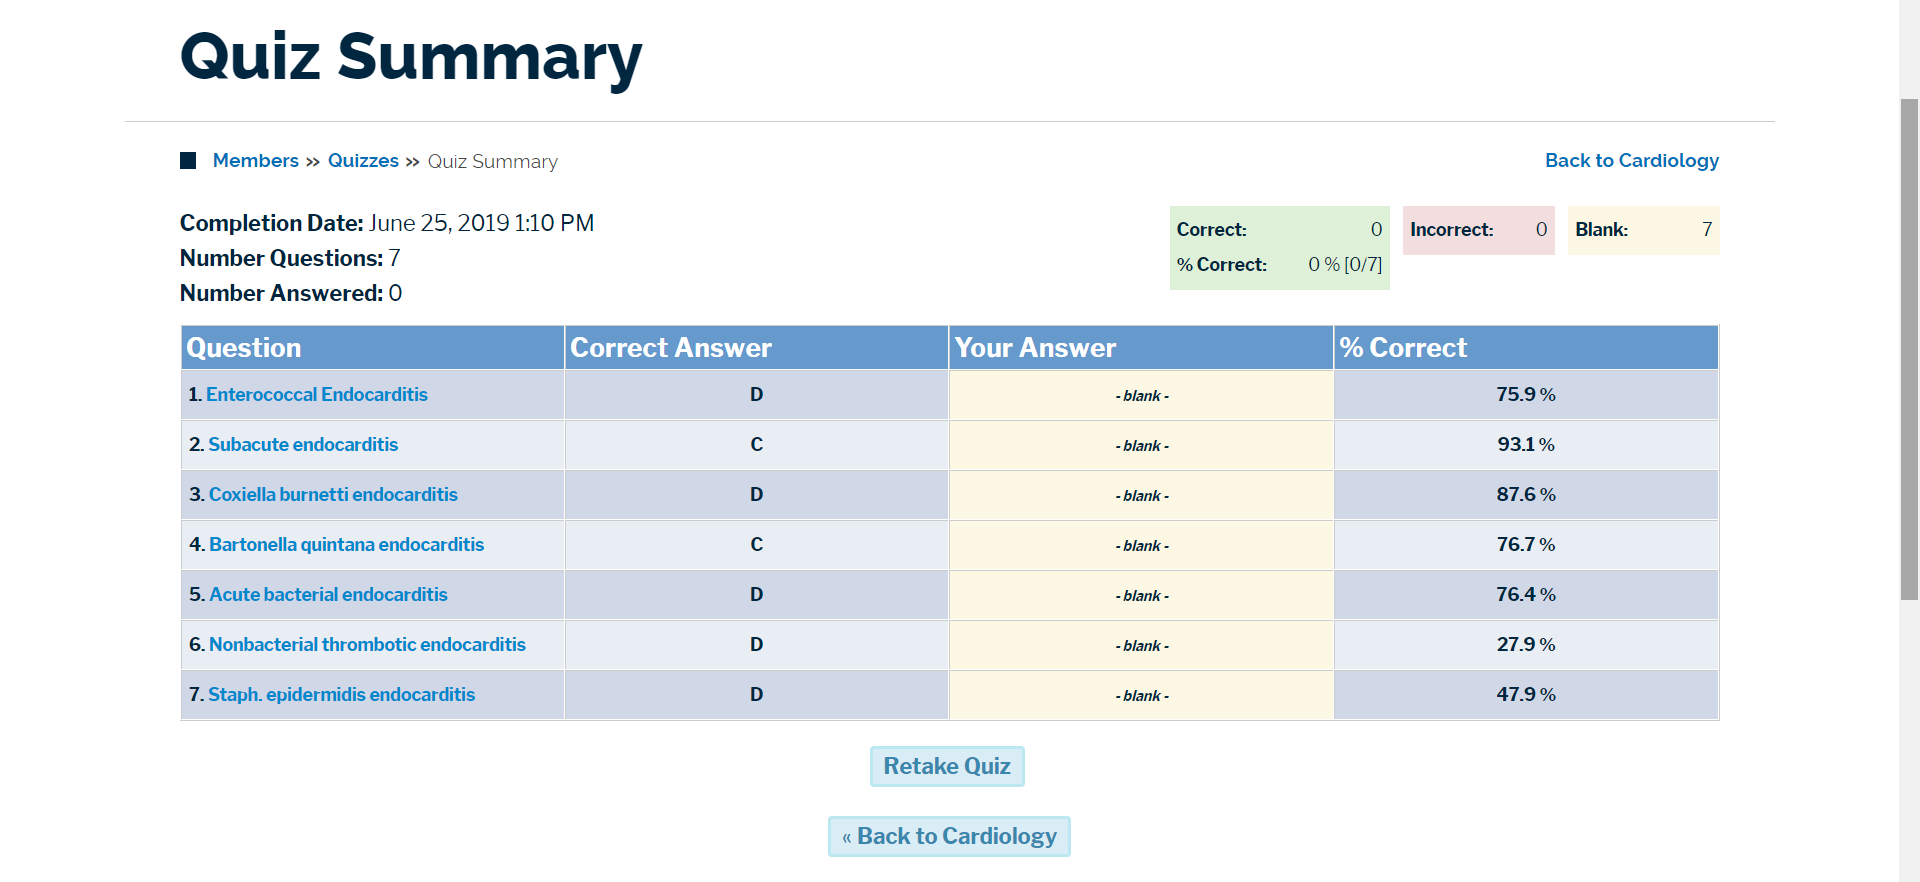 Quiz Summary
Members » Quizzes » Quiz Summary
Back to Cardiology
Completion Date: June 25, 2019 1:10 PM
Number Questions: 7
Number Answered: 0
Correct: 0
% Correct: 0 % [0/7]
Incorrect: 0
Blank: 7
Question Correct Answer Your Answer % Correct
1. Enterococcal Endocarditis D - blank - 75.9 %
2. Subacute endocarditis C - blank - 93.1 %
3. Coxiella burnetti endocarditis D - blank - 87.6 %
4. Bartonella quintana endocarditis C - blank - 76.7 %
5. Acute bacterial endocarditis D - blank - 76.4 %
6. Nonbacterial thrombotic endocarditis D - blank - 27.9 %
7. Staph. epidermidis endocarditis D - blank - 47.9 %
Retake Quiz
« Back to Cardiology